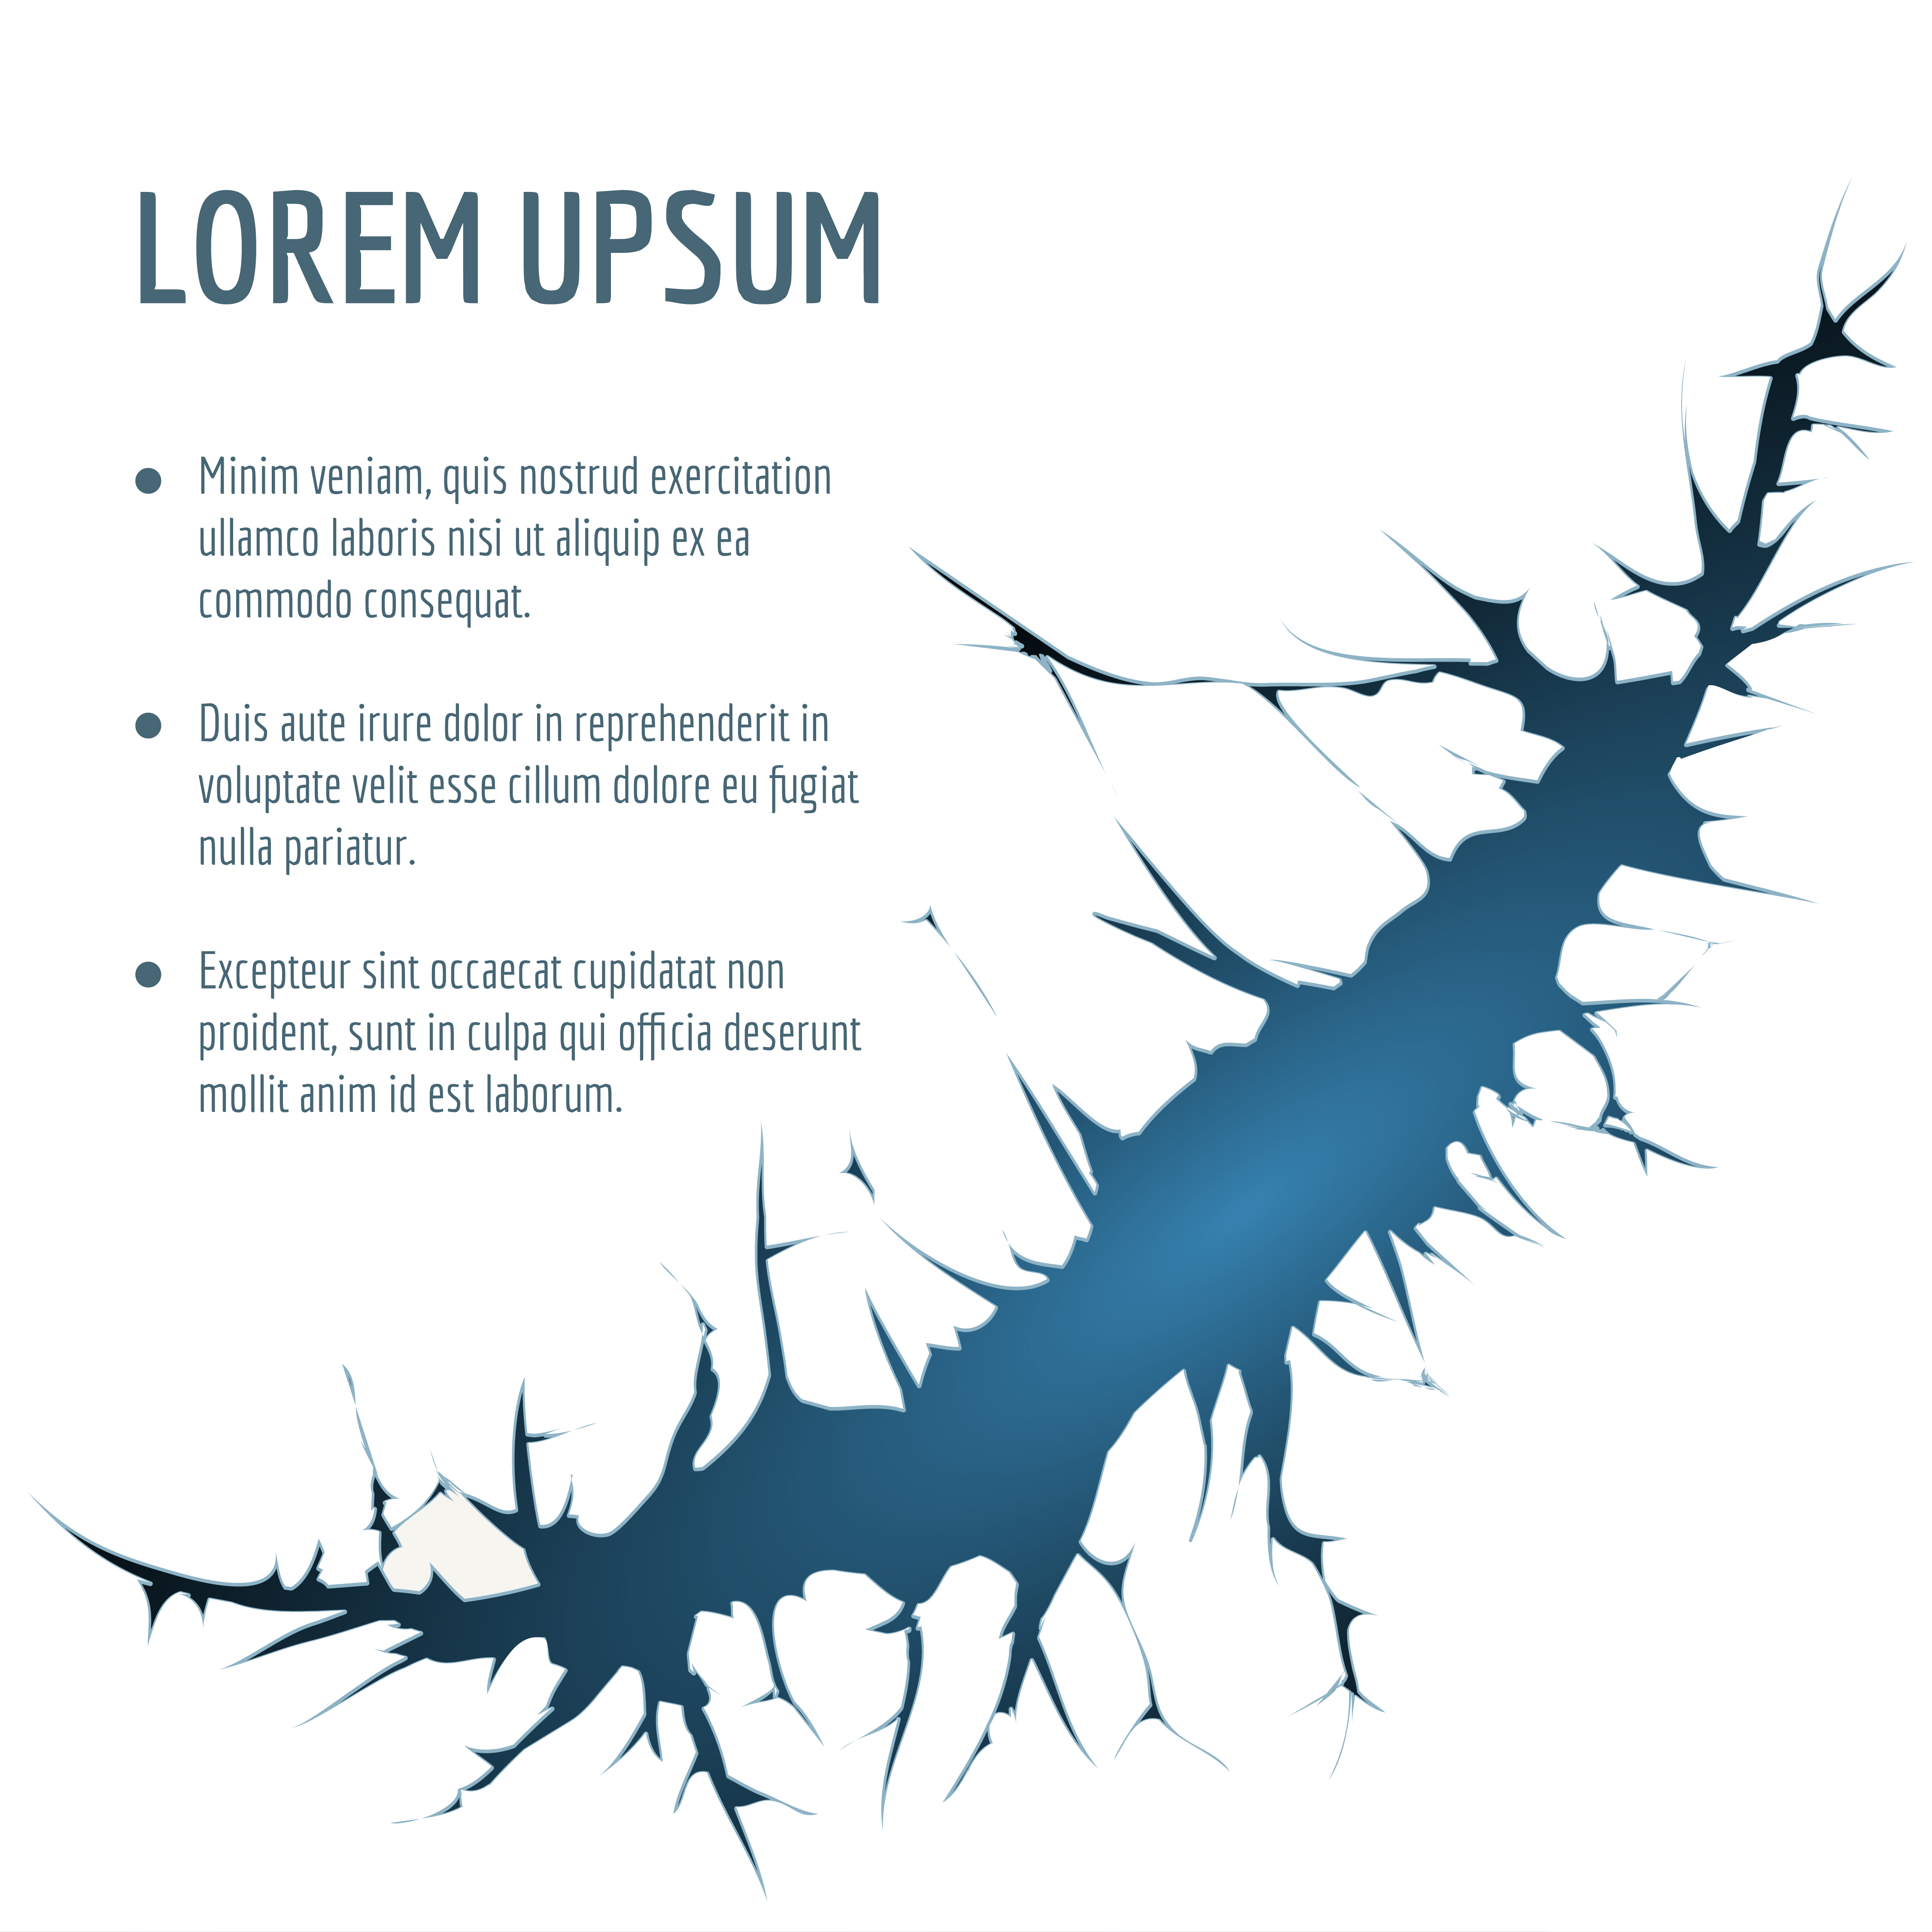 LOREM UPSUM
Minim veniam, quis nostrud exercitation
ullamco laboris nisi ut aliquip ex ea
commodo consequat.
Duis aute irure dolor in reprehenderit in
voluptate velit esse cillum dolore eu fugiat
nulla pariatur.
Excepteur sint occaecat cupidatat non
proident, sunt in culpa qui officia deserunt
mollit anim id est laborum.